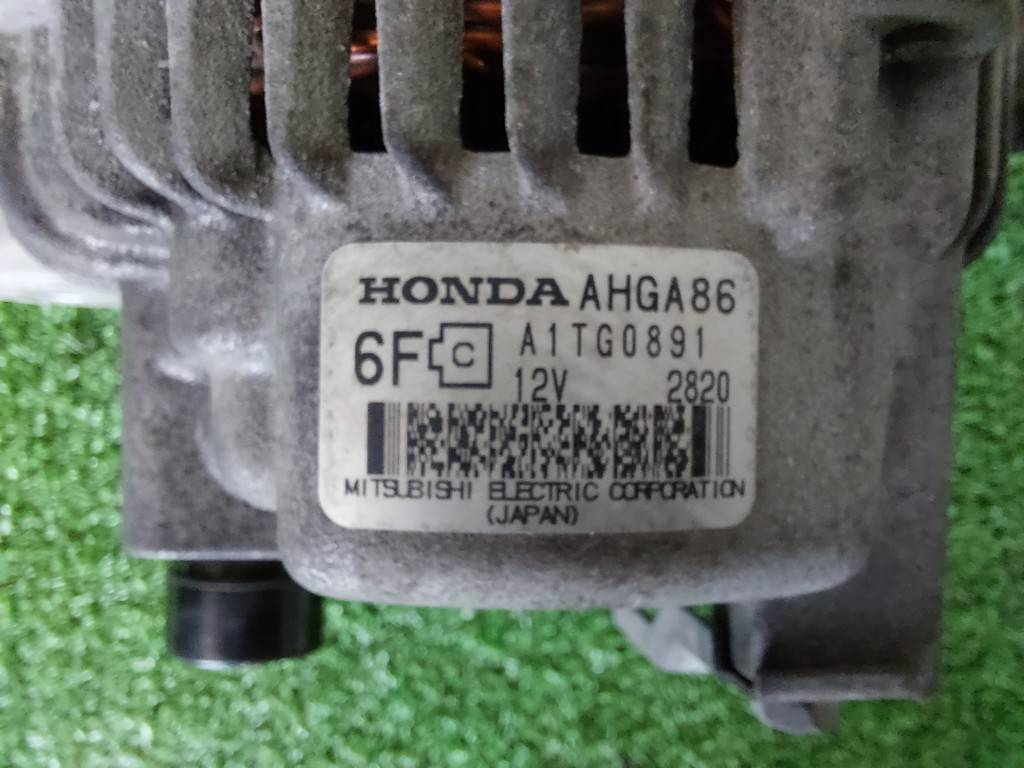 HONDA AHGA86
6F C A1TG0891
12V 2820
MITSUBISHI ELECTRIC CORPORATION
(JAPAN)